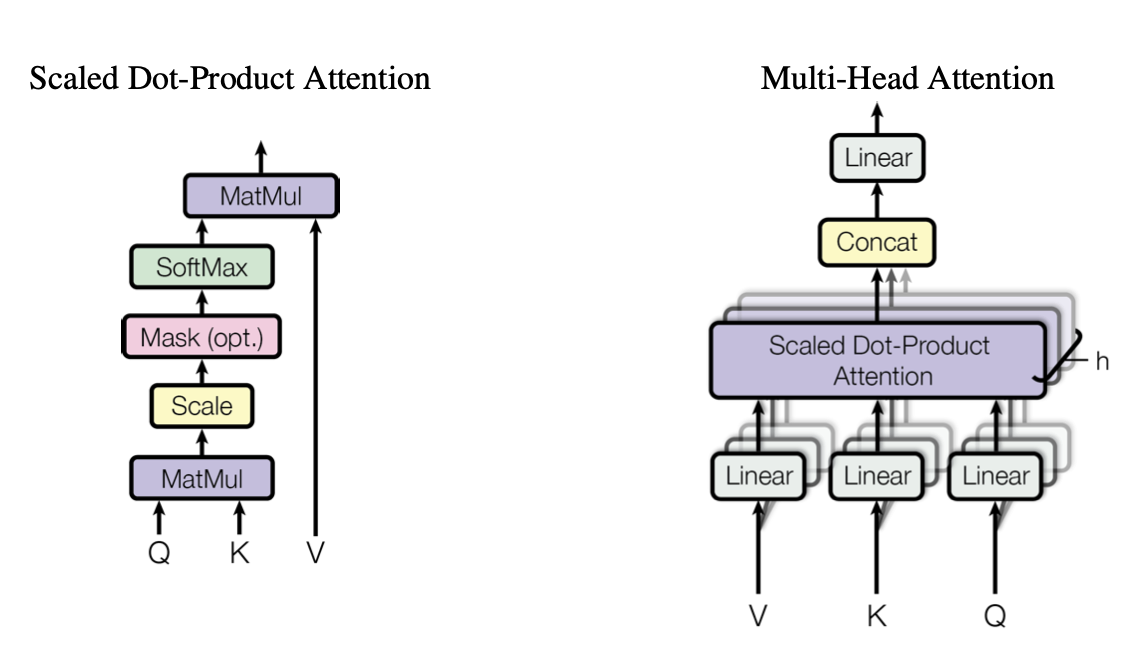 Scaled Dot-Product Attention
MatMul
SoftMax
Mask (opt.)
Scale
MatMul
Q K V
Multi-Head Attention
Linear
Concat
Scaled Dot-Product
Attention
h
Linear Linear Linear
V K Q